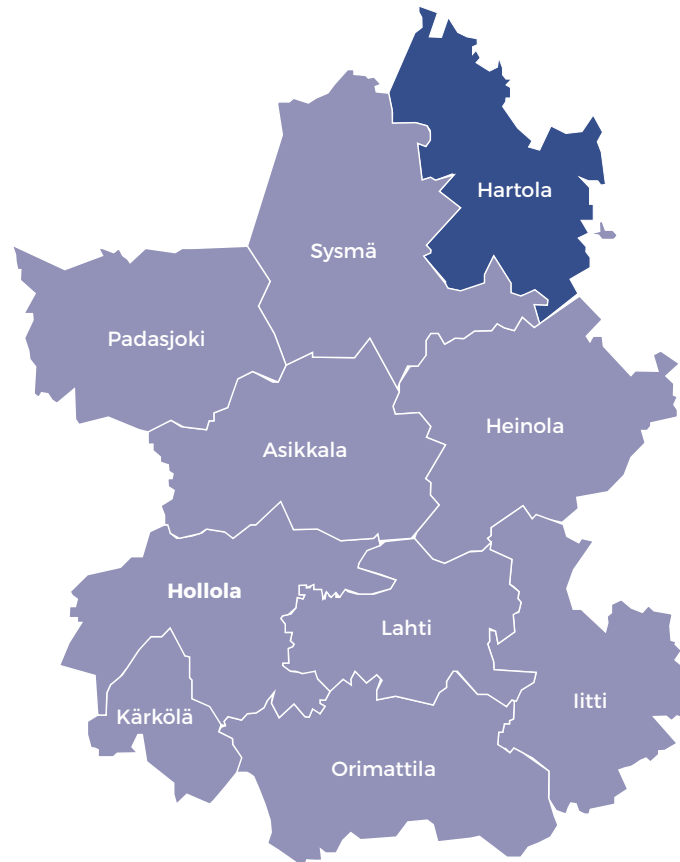 Hartola
Sysmä
Padasjoki
Heinola
Asikkala
Hollola
Lahti
Iitti
Kärkölä
Orimattila